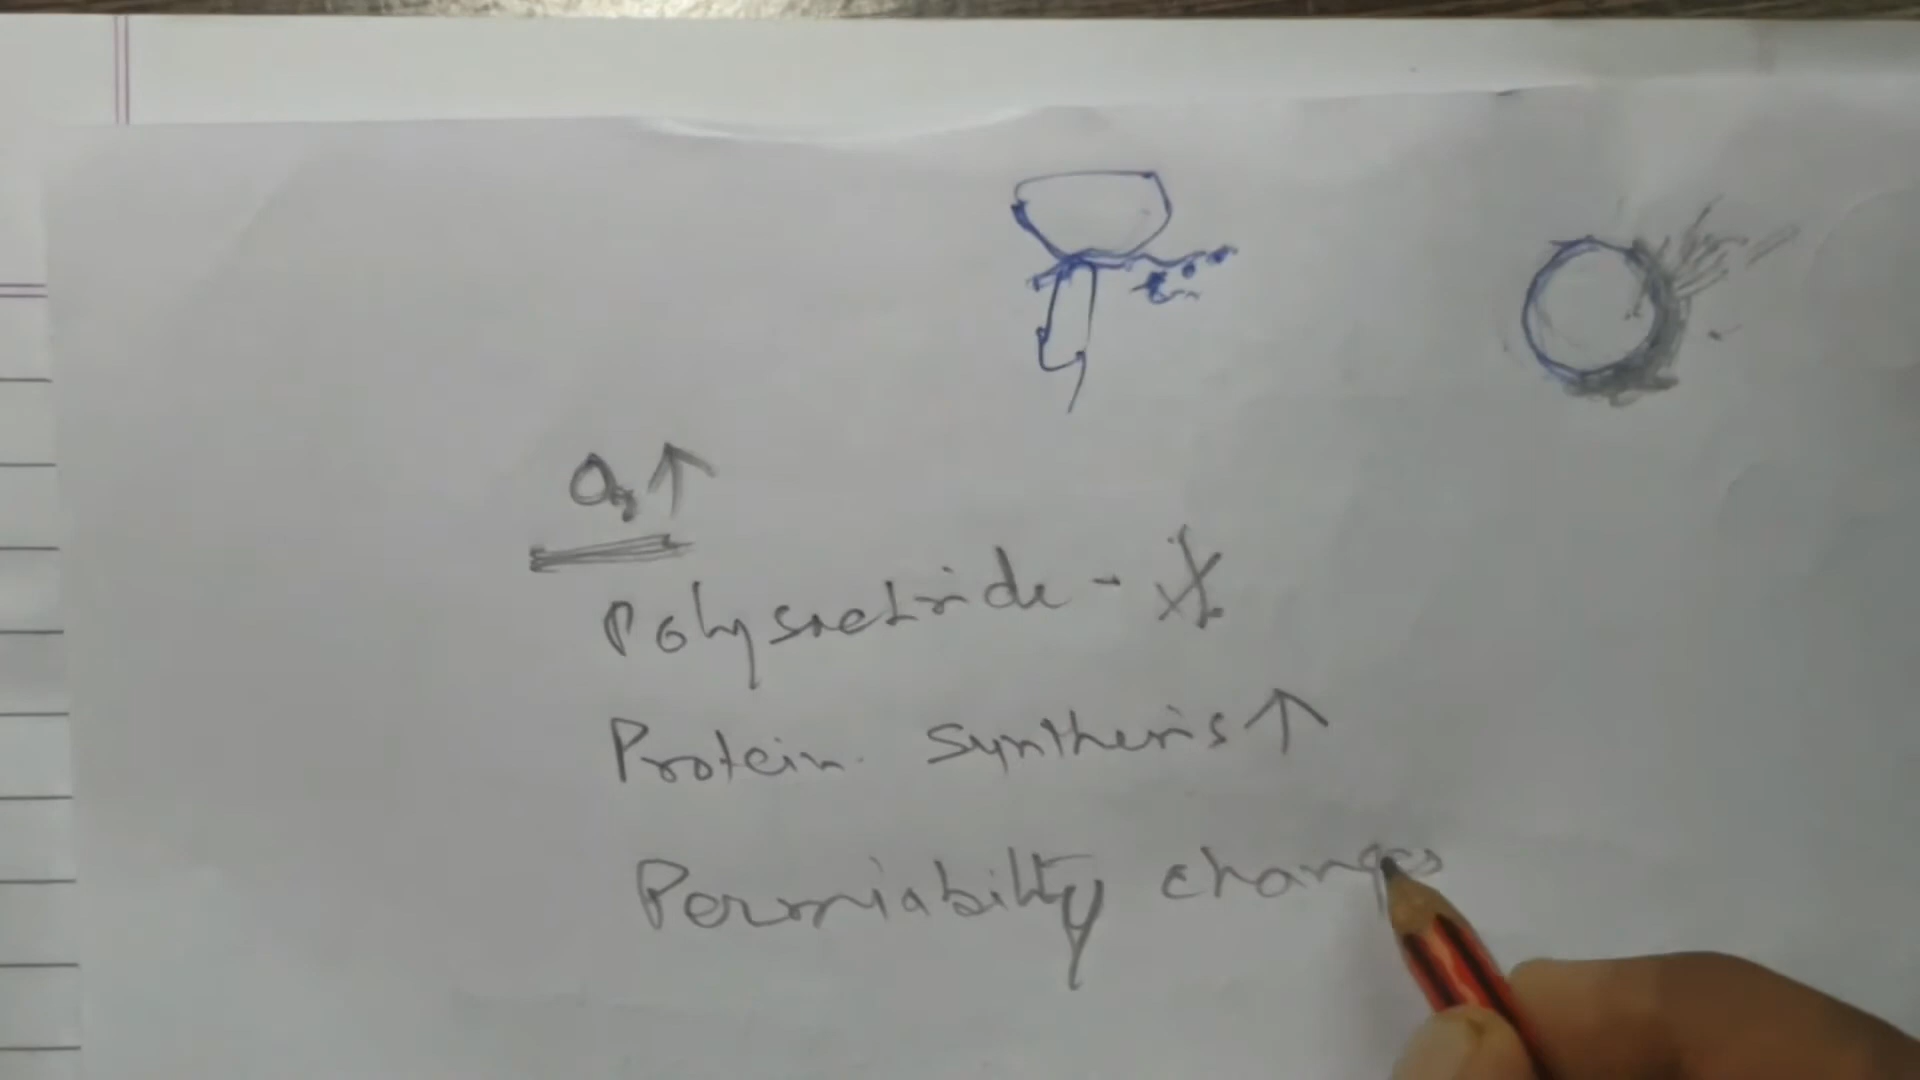 O₂ ↑
Polysactride - X
Protein synthesis ↑
Permiability changes